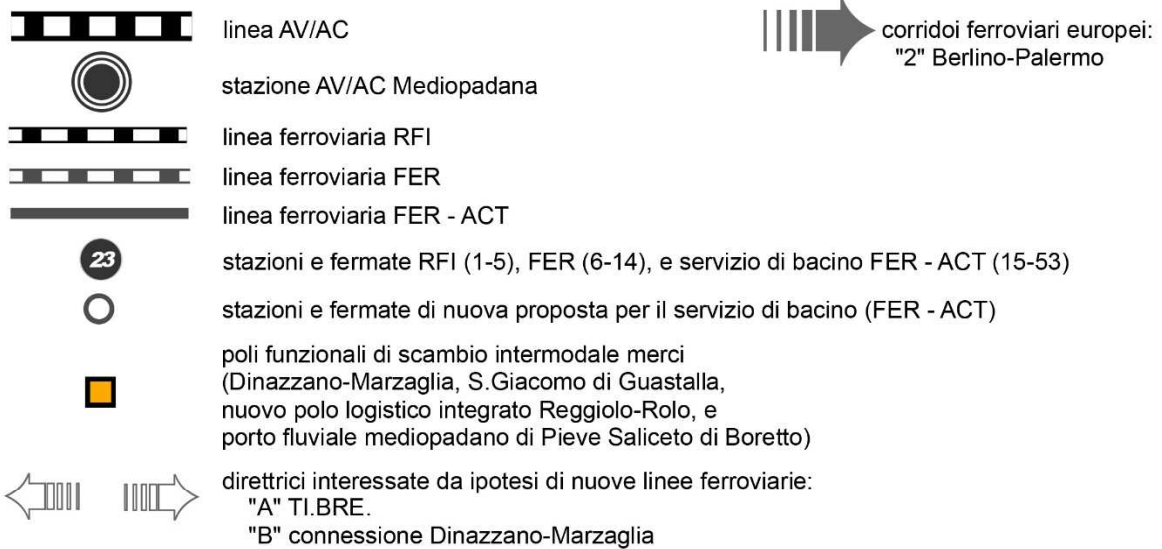 linea AV/AC
stazione AV/AC Mediopadana
linea ferroviaria RFI
linea ferroviaria FER
linea ferroviaria FER - ACT
23
stazioni e fermate RFI (1-5), FER (6-14), e servizio di bacino FER - ACT (15-53)
stazioni e fermate di nuova proposta per il servizio di bacino (FER - ACT)
poli funzionali di scambio intermodale merci
(Dinazzano-Marzaglia, S.Giacomo di Guastalla,
nuovo polo logistico integrato Reggiolo-Rolo, e
porto fluviale mediopadano di Pieve Saliceto di Boretto)
direttrici interessate da ipotesi di nuove linee ferroviarie:
"A" TI.BRE.
"B" connessione Dinazzano-Marzaglia
corridoi ferroviari europei:
"2" Berlino-Palermo